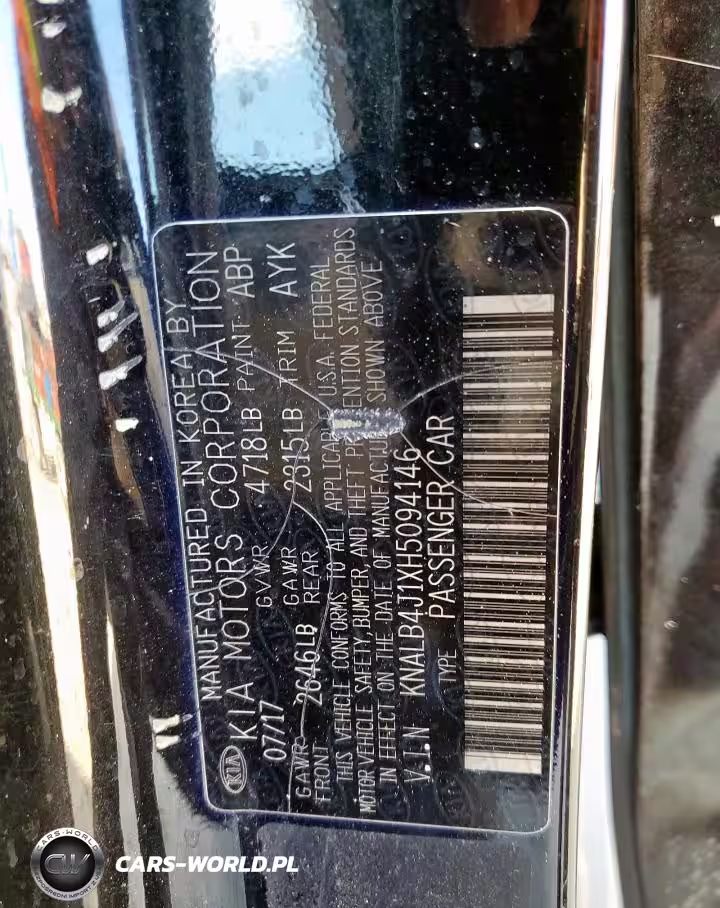 MANUFACTURED IN KOREA BY
KIA KIA MOTORS CORPORATION
07/17 GVWR 4718LB PAINT ABP
GAWR FRONT 2646LB GAWR REAR 2315LB TRIM AYK
THIS VEHICLE CONFORMS TO ALL APPLICABLE U.S.A. FEDERAL
MOTOR VEHICLE SAFETY, BUMPER, AND THEFT PREVENTION STANDARDS
IN EFFECT ON THE DATE OF MANUFACTURE SHOWN ABOVE
V.I.N KNALB4J1XH5094146
TYPE PASSENGER CAR
CW
CARS-WORLD.PL